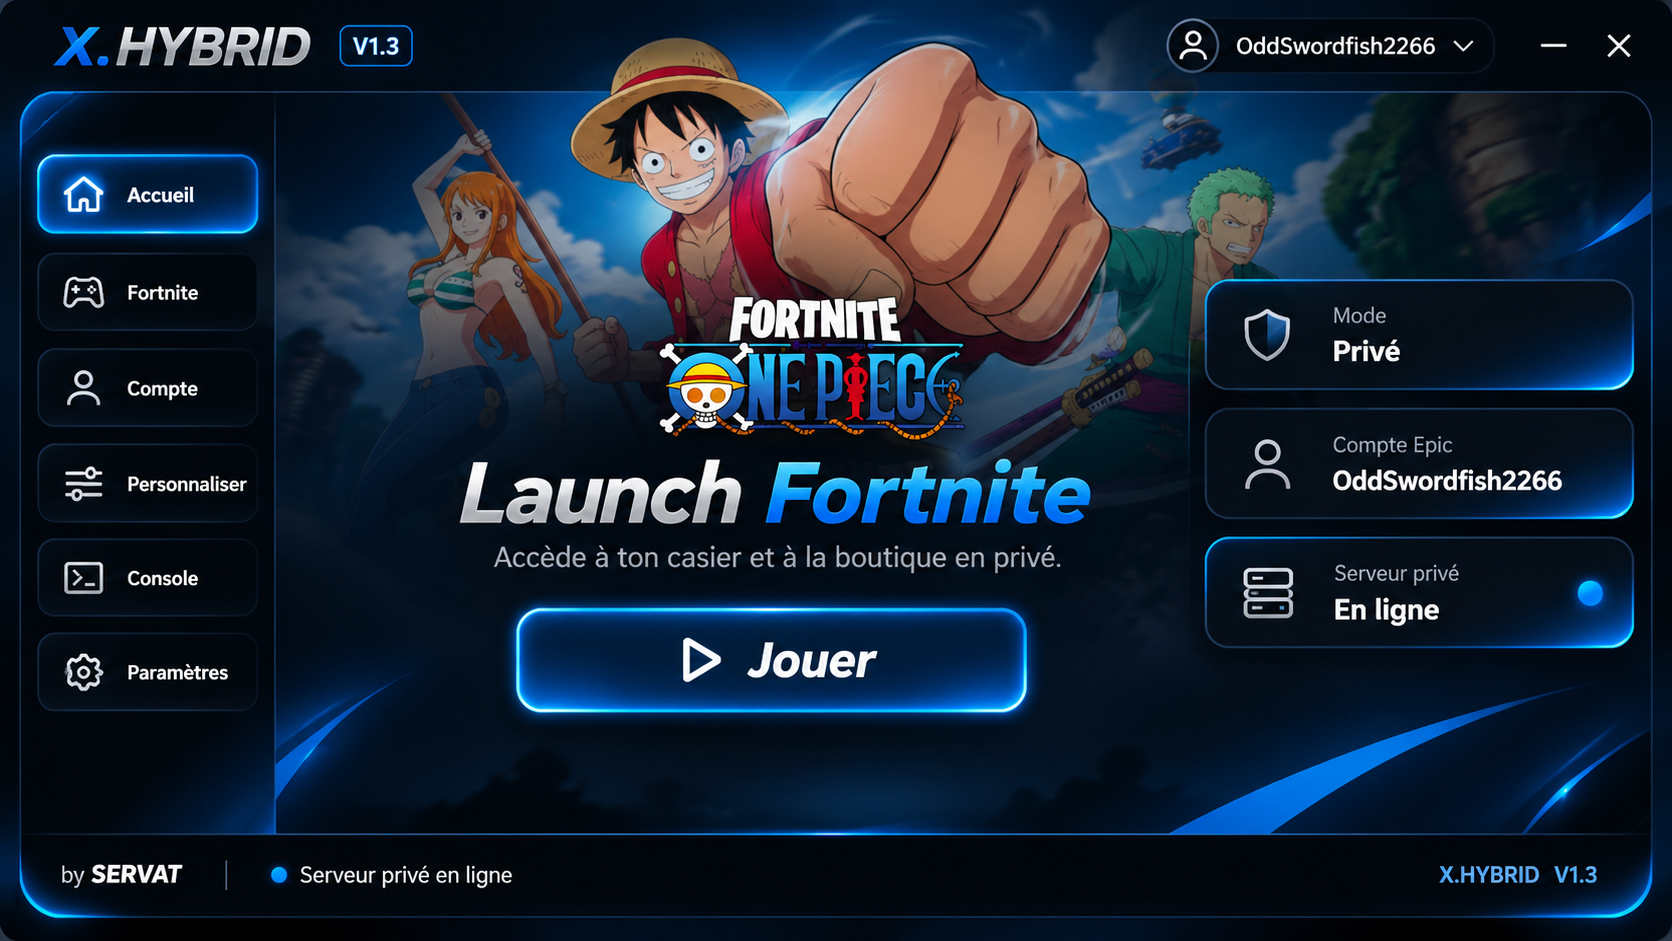 X.HYBRID V1.3
OddSwordfish2266
Accueil
Fortnite
Compte
Personnaliser
Console
Paramètres
FORTNITE
ONE PIECE
Launch Fortnite
Accède à ton casier et à la boutique en privé.
Jouer
Mode
Privé
Compte Epic
OddSwordfish2266
Serveur privé
En ligne
by SERVAT
Serveur privé en ligne
X.HYBRID V1.3